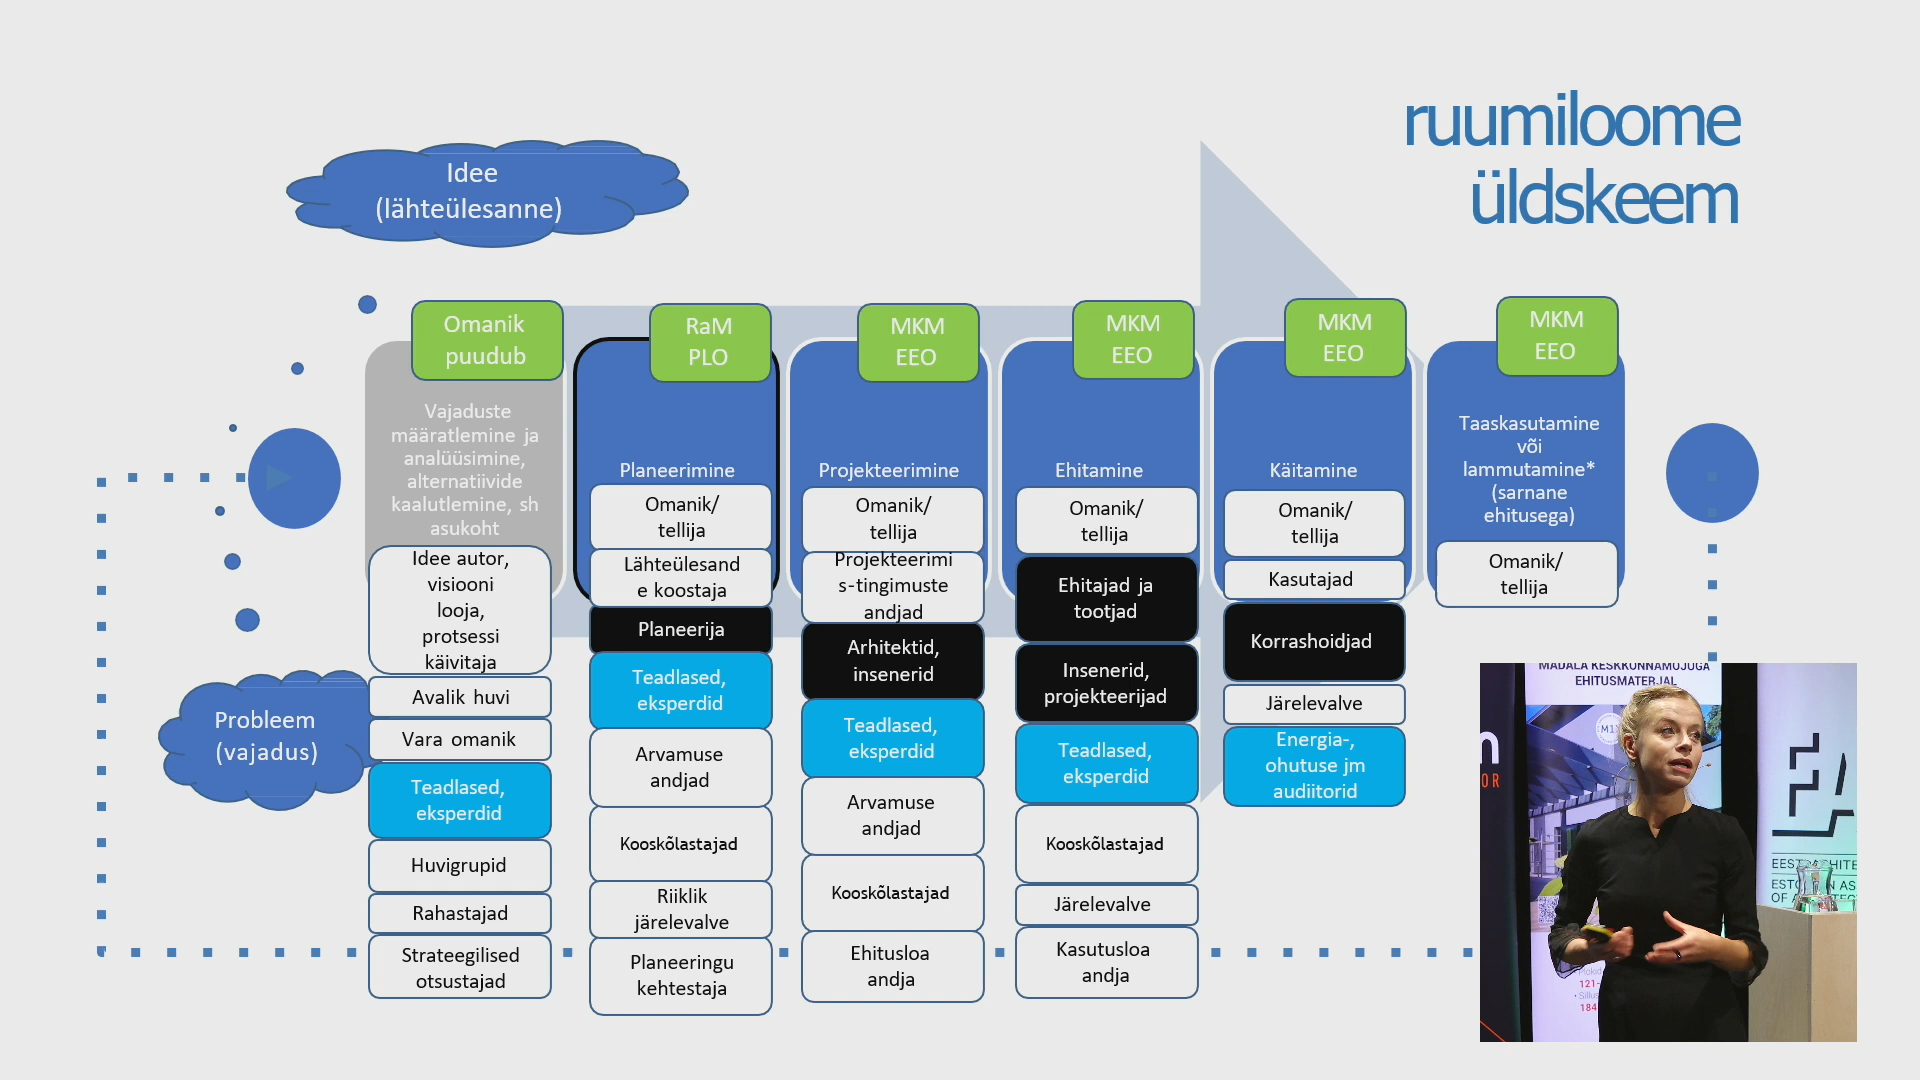 ruumiloome
üldskeem
Idee
(lähteülesanne)
Probleem
(vajadus)
Omanik
puudub
Vajaduste
määratlemine ja
analüüsimine,
alternatiivide
kaalutlemine, sh
asukoht
Idee autor,
visiooni
looja,
protsessi
käivitaja
Avalik huvi
Vara omanik
Teadlased,
eksperdid
Huvigrupid
Rahastajad
Strateegilised
otsustajad
RaM
PLO
Planeerimine
Omanik/
tellija
Lähteülesand
e koostaja
Planeerija
Teadlased,
eksperdid
Arvamuse
andjad
Kooskõlastajad
Riiklik
järelevalve
Planeeringu
kehtestaja
MKM
EEO
Projekteerimine
Omanik/
tellija
Projekteerimi
s-tingimuste
andjad
Arhitektid,
insenerid
Teadlased,
eksperdid
Arvamuse
andjad
Kooskõlastajad
Ehitusloa
andja
MKM
EEO
Ehitamine
Omanik/
tellija
Ehitajad ja
tootjad
Insenerid,
projekteerijad
Teadlased,
eksperdid
Kooskõlastajad
Järelevalve
Kasutusloa
andja
MKM
EEO
Käitamine
Omanik/
tellija
Kasutajad
Korrashoidjad
Järelevalve
Energia-,
ohutuse jm
audiitorid
MKM
EEO
Taaskasutamine
või
lammutamine*
(sarnane
ehitusega)
Omanik/
tellija
MADALA KESKKONNAMÕJUGA
EHITUSMATERJAL